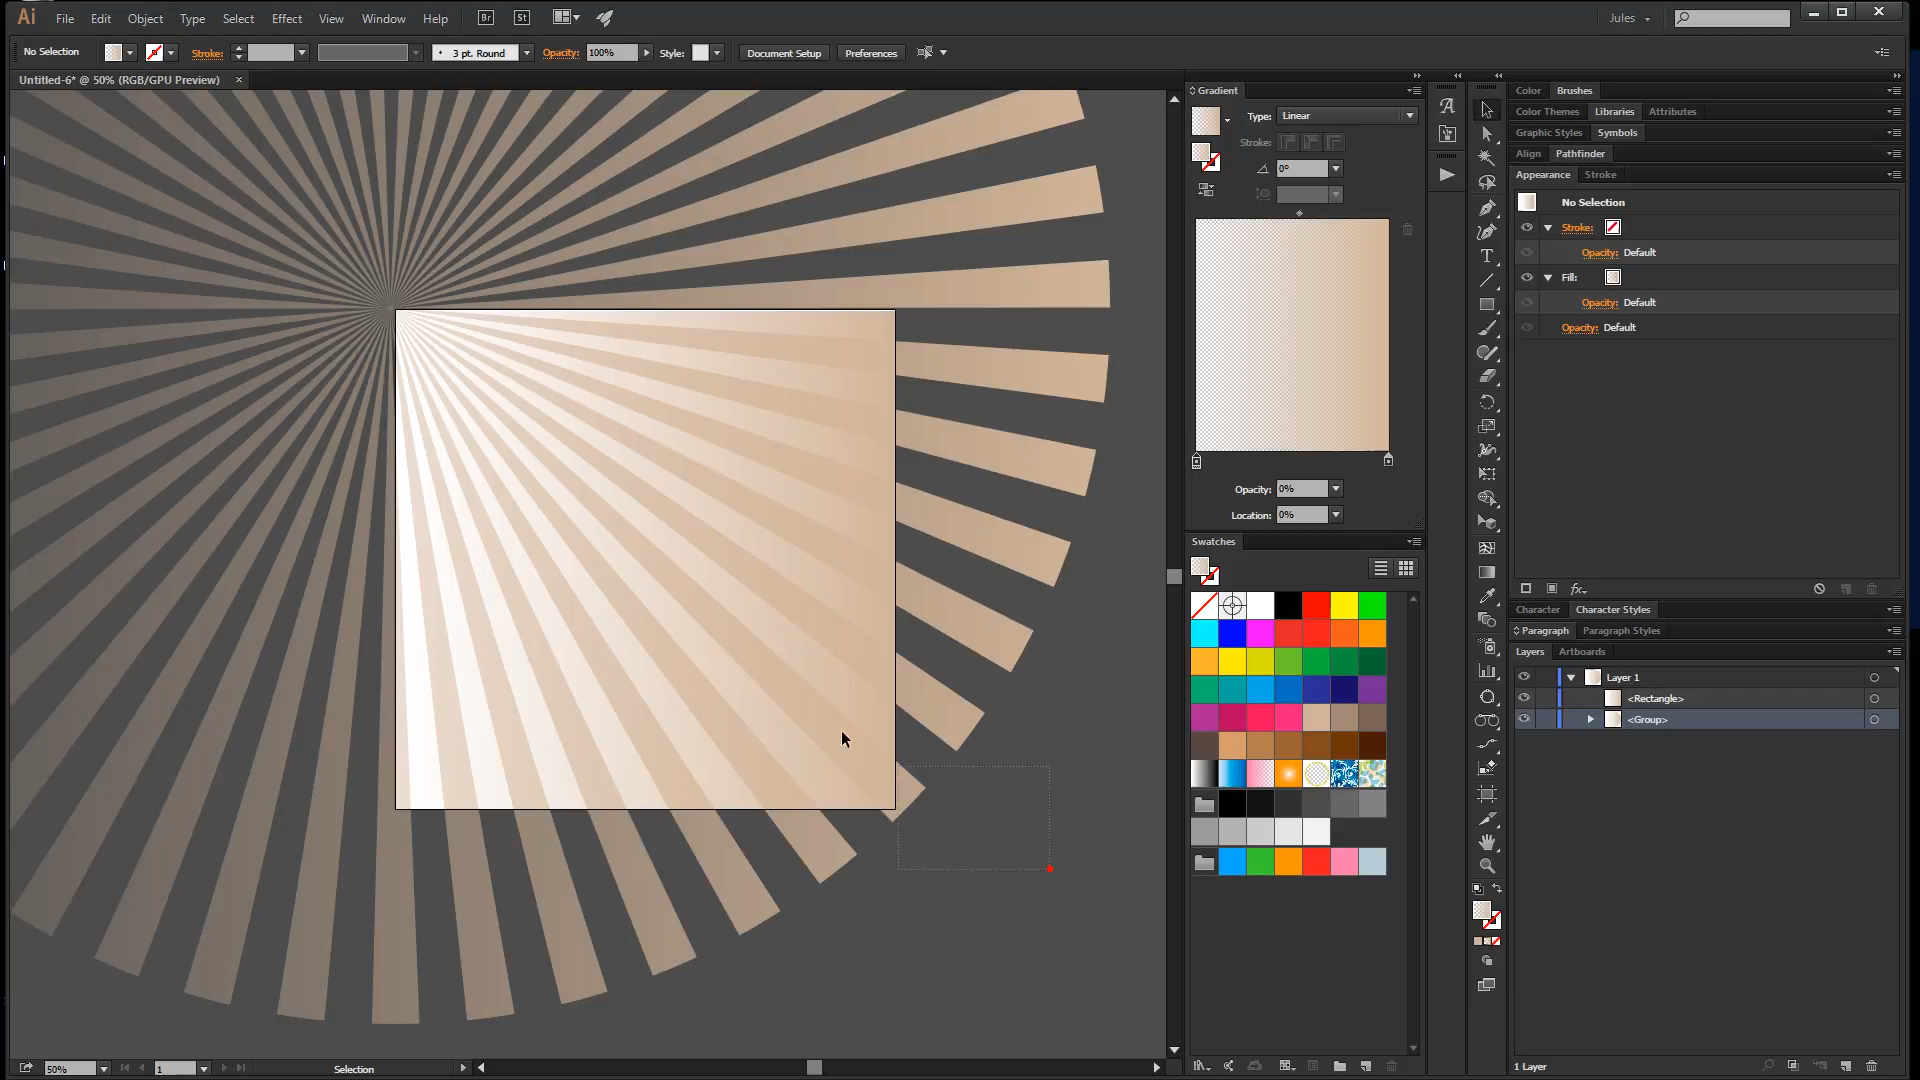 Ai File Edit Object Type Select Effect View Window Help Br St Jules
No Selection Stroke: 3 pt. Round Opacity: 100% Style: Document Setup Preferences
Untitled-6* @ 50% (RGB/GPU Preview) ×
Gradient
Type: Linear
Stroke:
0°
Opacity: 0%
Location: 0%
Swatches
Color Brushes
Color Themes Libraries Attributes
Graphic Styles Symbols
Align Pathfinder
Appearance Stroke
No Selection
Stroke:
Opacity: Default
Fill:
Opacity: Default
Opacity: Default
fx
Character Character Styles
Paragraph Paragraph Styles
Layers Artboards
Layer 1
<Rectangle>
<Group>
1 Layer
50% 1 Selection